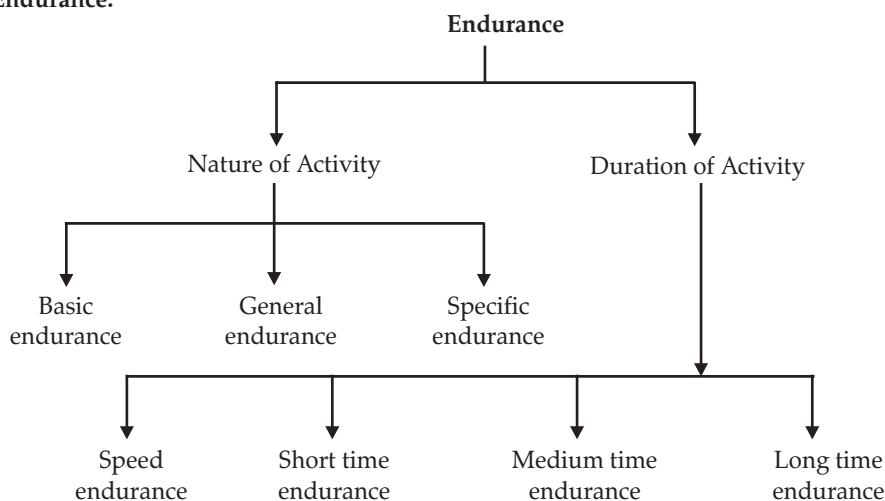 Endurance:
Endurance
Nature of Activity
Duration of Activity
Basic
endurance
General
endurance
Specific
endurance
Speed
endurance
Short time
endurance
Medium time
endurance
Long time
endurance